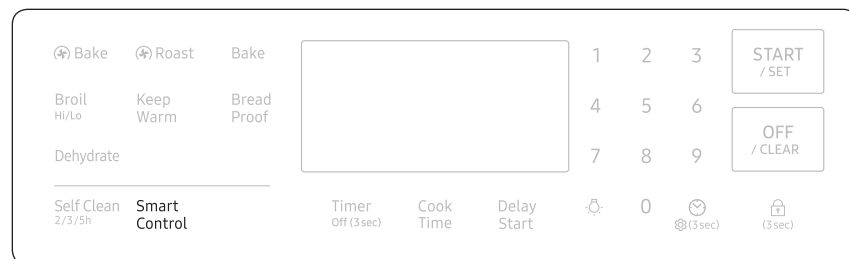 Bake Roast Bake 1 2 3 START
/ SET
Broil Keep Bread 4 5 6
Hi/Lo Warm Proof
OFF
/ CLEAR
Dehydrate 7 8 9
Self Clean Smart Timer Cook Delay 0
2/3/5h Control Off (3 sec) Time Start (3 sec) (3 sec)